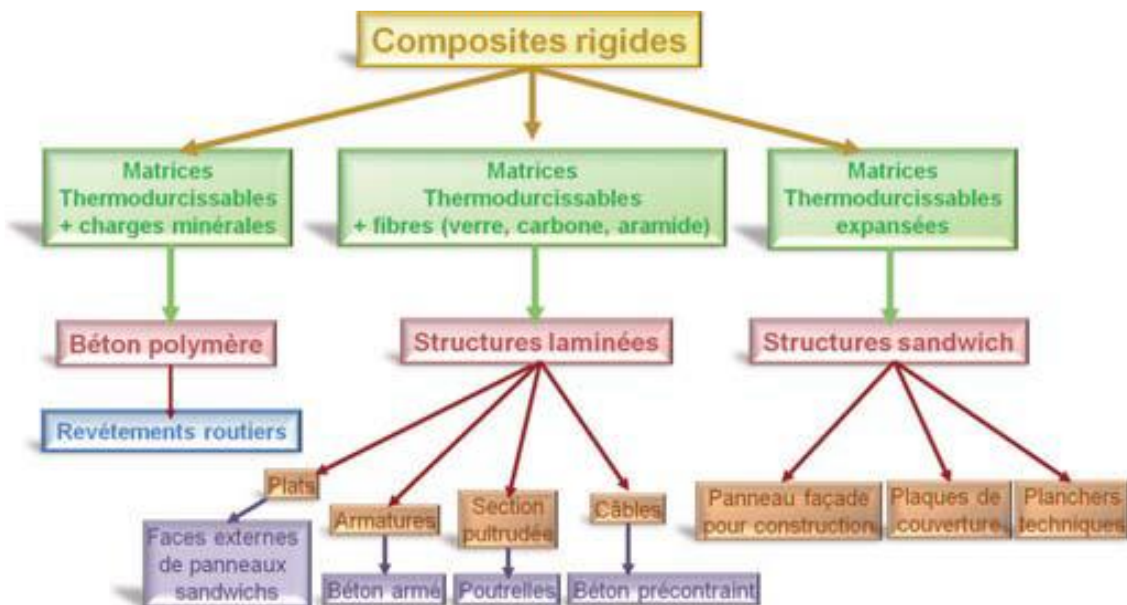 Composites rigides
Matrices
Thermodurcissables
+ charges minérales
Matrices
Thermodurcissables
+ fibres (verre, carbone, aramide)
Matrices
Thermodurcissables
expansées
Béton polymère
Structures laminées
Structures sandwich
Revétements routiers
Plats
Armatures
Section
pultrudée
Câbles
Panneau façade
pour construction
Plaques de
couverture
Planchers
techniques
Faces externes
de panneaux
sandwichs
Béton armé
Poutrelles
Béton précontraint